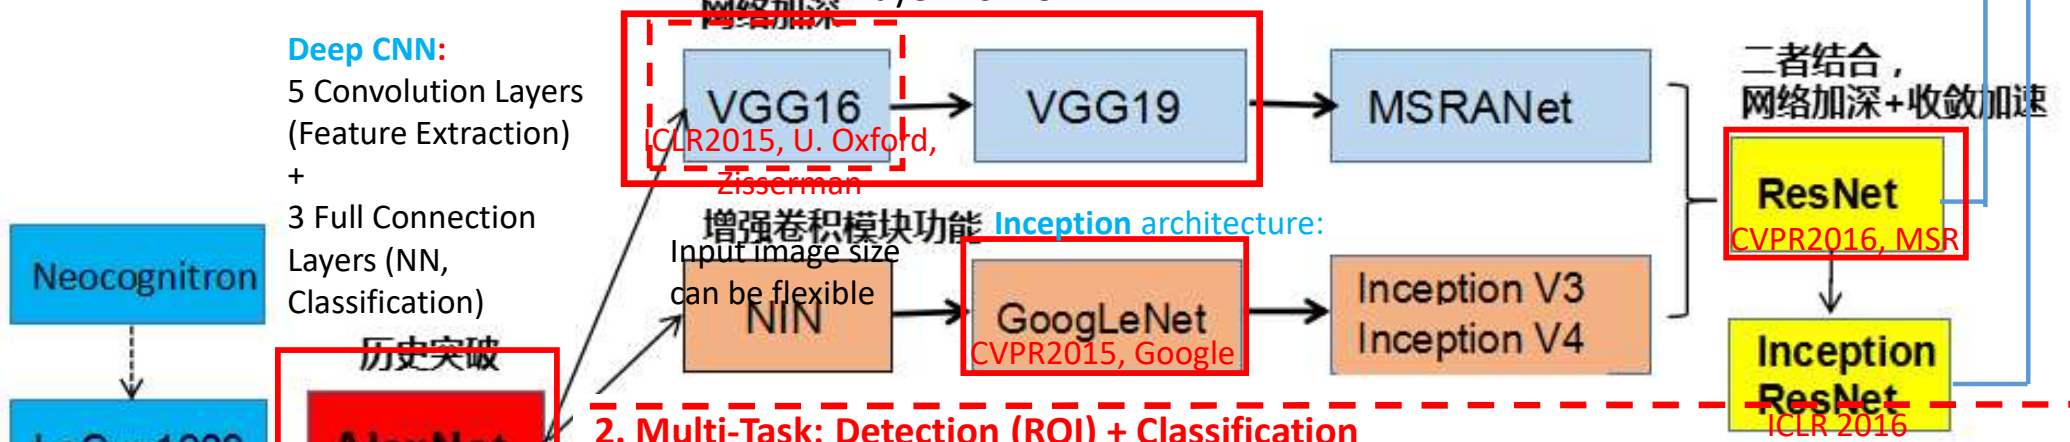 网络加深
Deep CNN:
5 Convolution Layers
(Feature Extraction)
+
3 Full Connection
Layers (NN,
Classification)
历史突破
Neocognitron
AlexNet
VGG16
ICLR2015, U. Oxford,
Zisserman
VGG19
MSRANet
增强卷积模块功能
Inception architecture:
Input image size
can be flexible
NIN
GoogLeNet
CVPR2015, Google
Inception V3
Inception V4
二者结合，
网络加深+收敛加速
ResNet
CVPR2016, MSR
Inception
ResNet
ICLR 2016
2. Multi-Task: Detection (ROI) + Classification